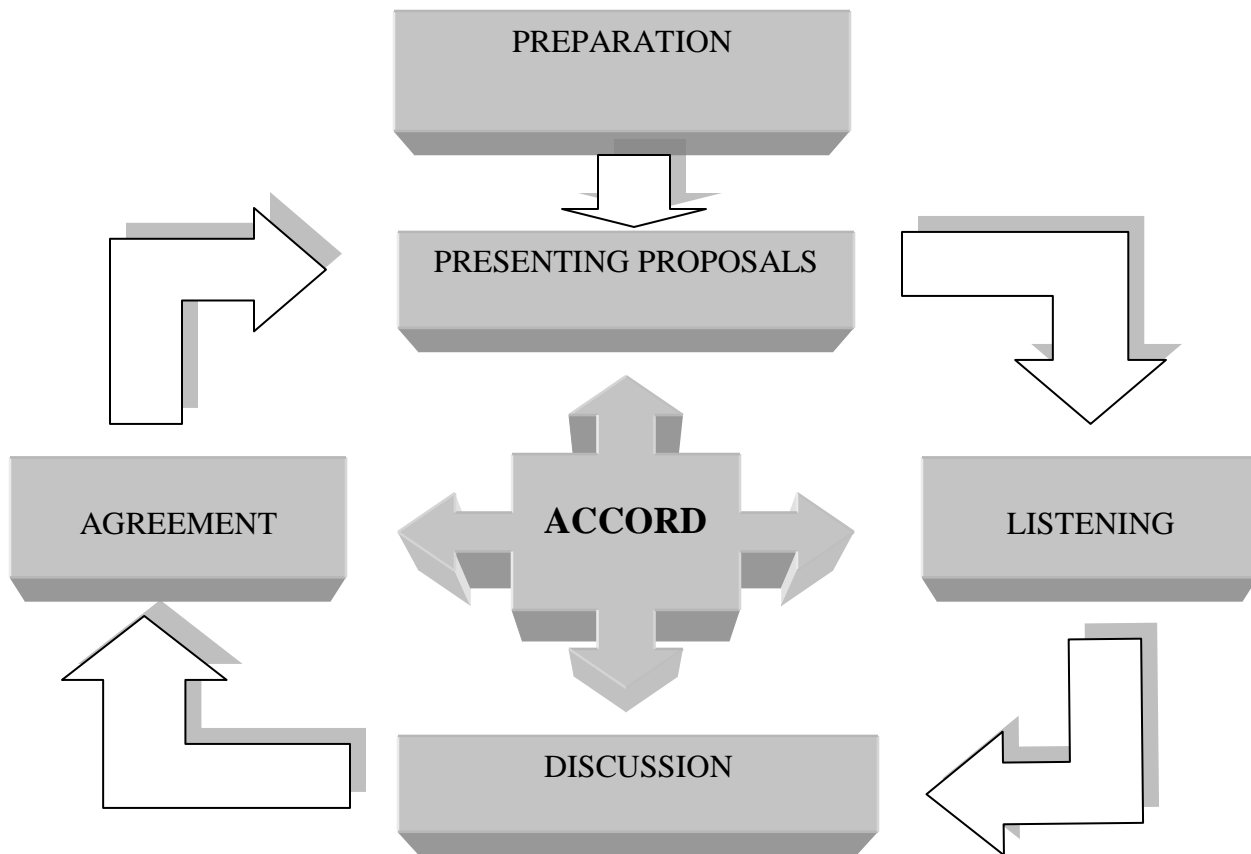 PREPARATION
PRESENTING PROPOSALS
AGREEMENT
ACCORD
LISTENING
DISCUSSION